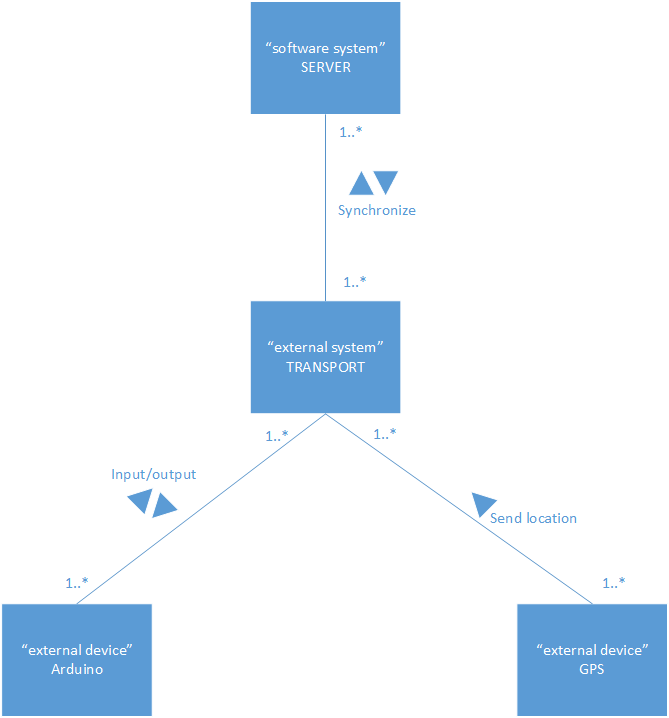 “software system”
SERVER
1..*
Synchronize
1..*
“external system”
TRANSPORT
1..*
1..*
Input/output
Send location
1..*
1..*
“external device”
Arduino
“external device”
GPS